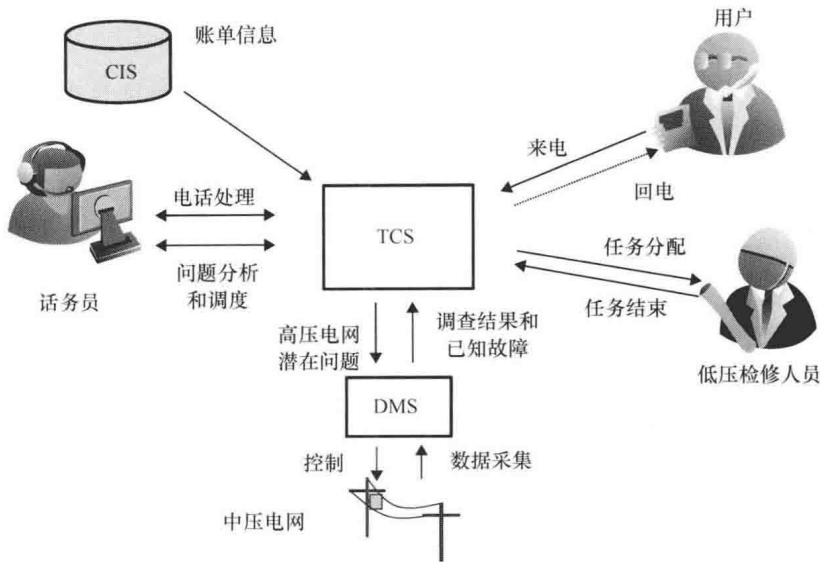 用户
账单信息
CIS
来电
回电
电话处理
TCS
问题分析
和调度
任务分配
任务结束
话务员
高压电网
潜在问题
调查结果和
已知故障
低压检修人员
DMS
控制
数据采集
中压电网